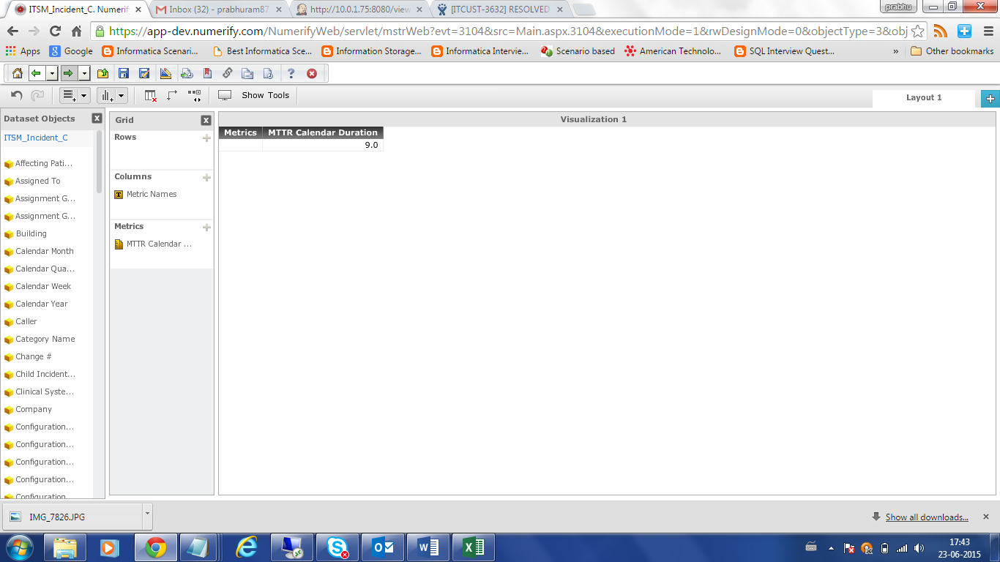 ITSM_Incident_C. Numerify
Inbox (32) - prabhuram87
http://10.0.1.75:8080/view
[ITCUST-3632] RESOLVED
prabhu
https://app-dev.numerify.com/NumerifyWeb/servlet/mstrWeb?evt=3104&src=Main.aspx.3104&executionMode=1&rwDesignMode=0&objectType=3&obj
Apps
Google
Informatica Scenari...
Best Informatica Sce...
Information Storage...
Informatica Intervie...
Scenario based
American Technolo...
SQL Interview Quest...
»
Other bookmarks
Show Tools
Layout 1
Dataset Objects
ITSM_Incident_C
Affecting Pati...
Assigned To
Assignment G...
Assignment G...
Building
Calendar Month
Calendar Qua...
Calendar Week
Calendar Year
Caller
Category Name
Change #
Child Incident...
Clinical Syste...
Company
Configuration...
Configuration...
Configuration...
Configuration...
Configuration
Grid
Rows
Columns
Metric Names
Metrics
MTTR Calendar ...
Visualization 1
Metrics MTTR Calendar Duration
9.0
IMG_7826.JPG
Show all downloads...
17:43
23-06-2015